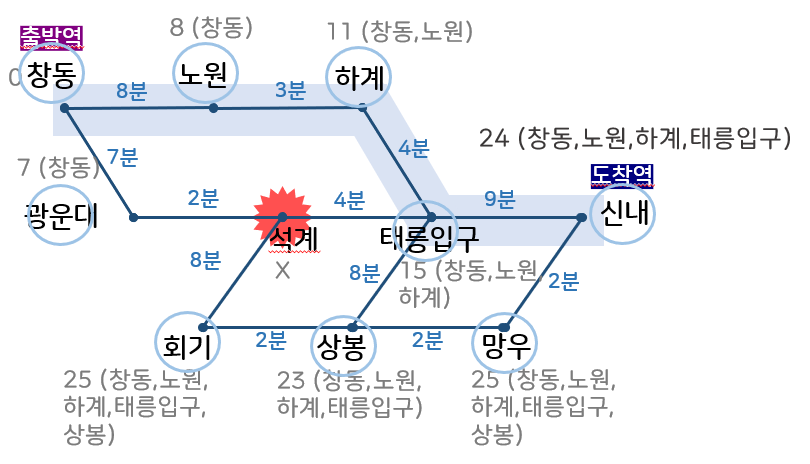 8 (창동)
11 (창동,노원)
출발역
0
창동
노원
하계
8분
3분
24 (창동,노원,하계,태릉입구)
7분
4분
7 (창동)
도착역
2분
4분
9분
광운대
신내
석계
태릉입구
8분
X
8분
15 (창동,노원,
하계)
2분
2분
2분
회기
상봉
망우
25 (창동,노원,
하계,태릉입구,
상봉)
23 (창동,노원,
하계,태릉입구)
25 (창동,노원,
하계,태릉입구,
상봉)